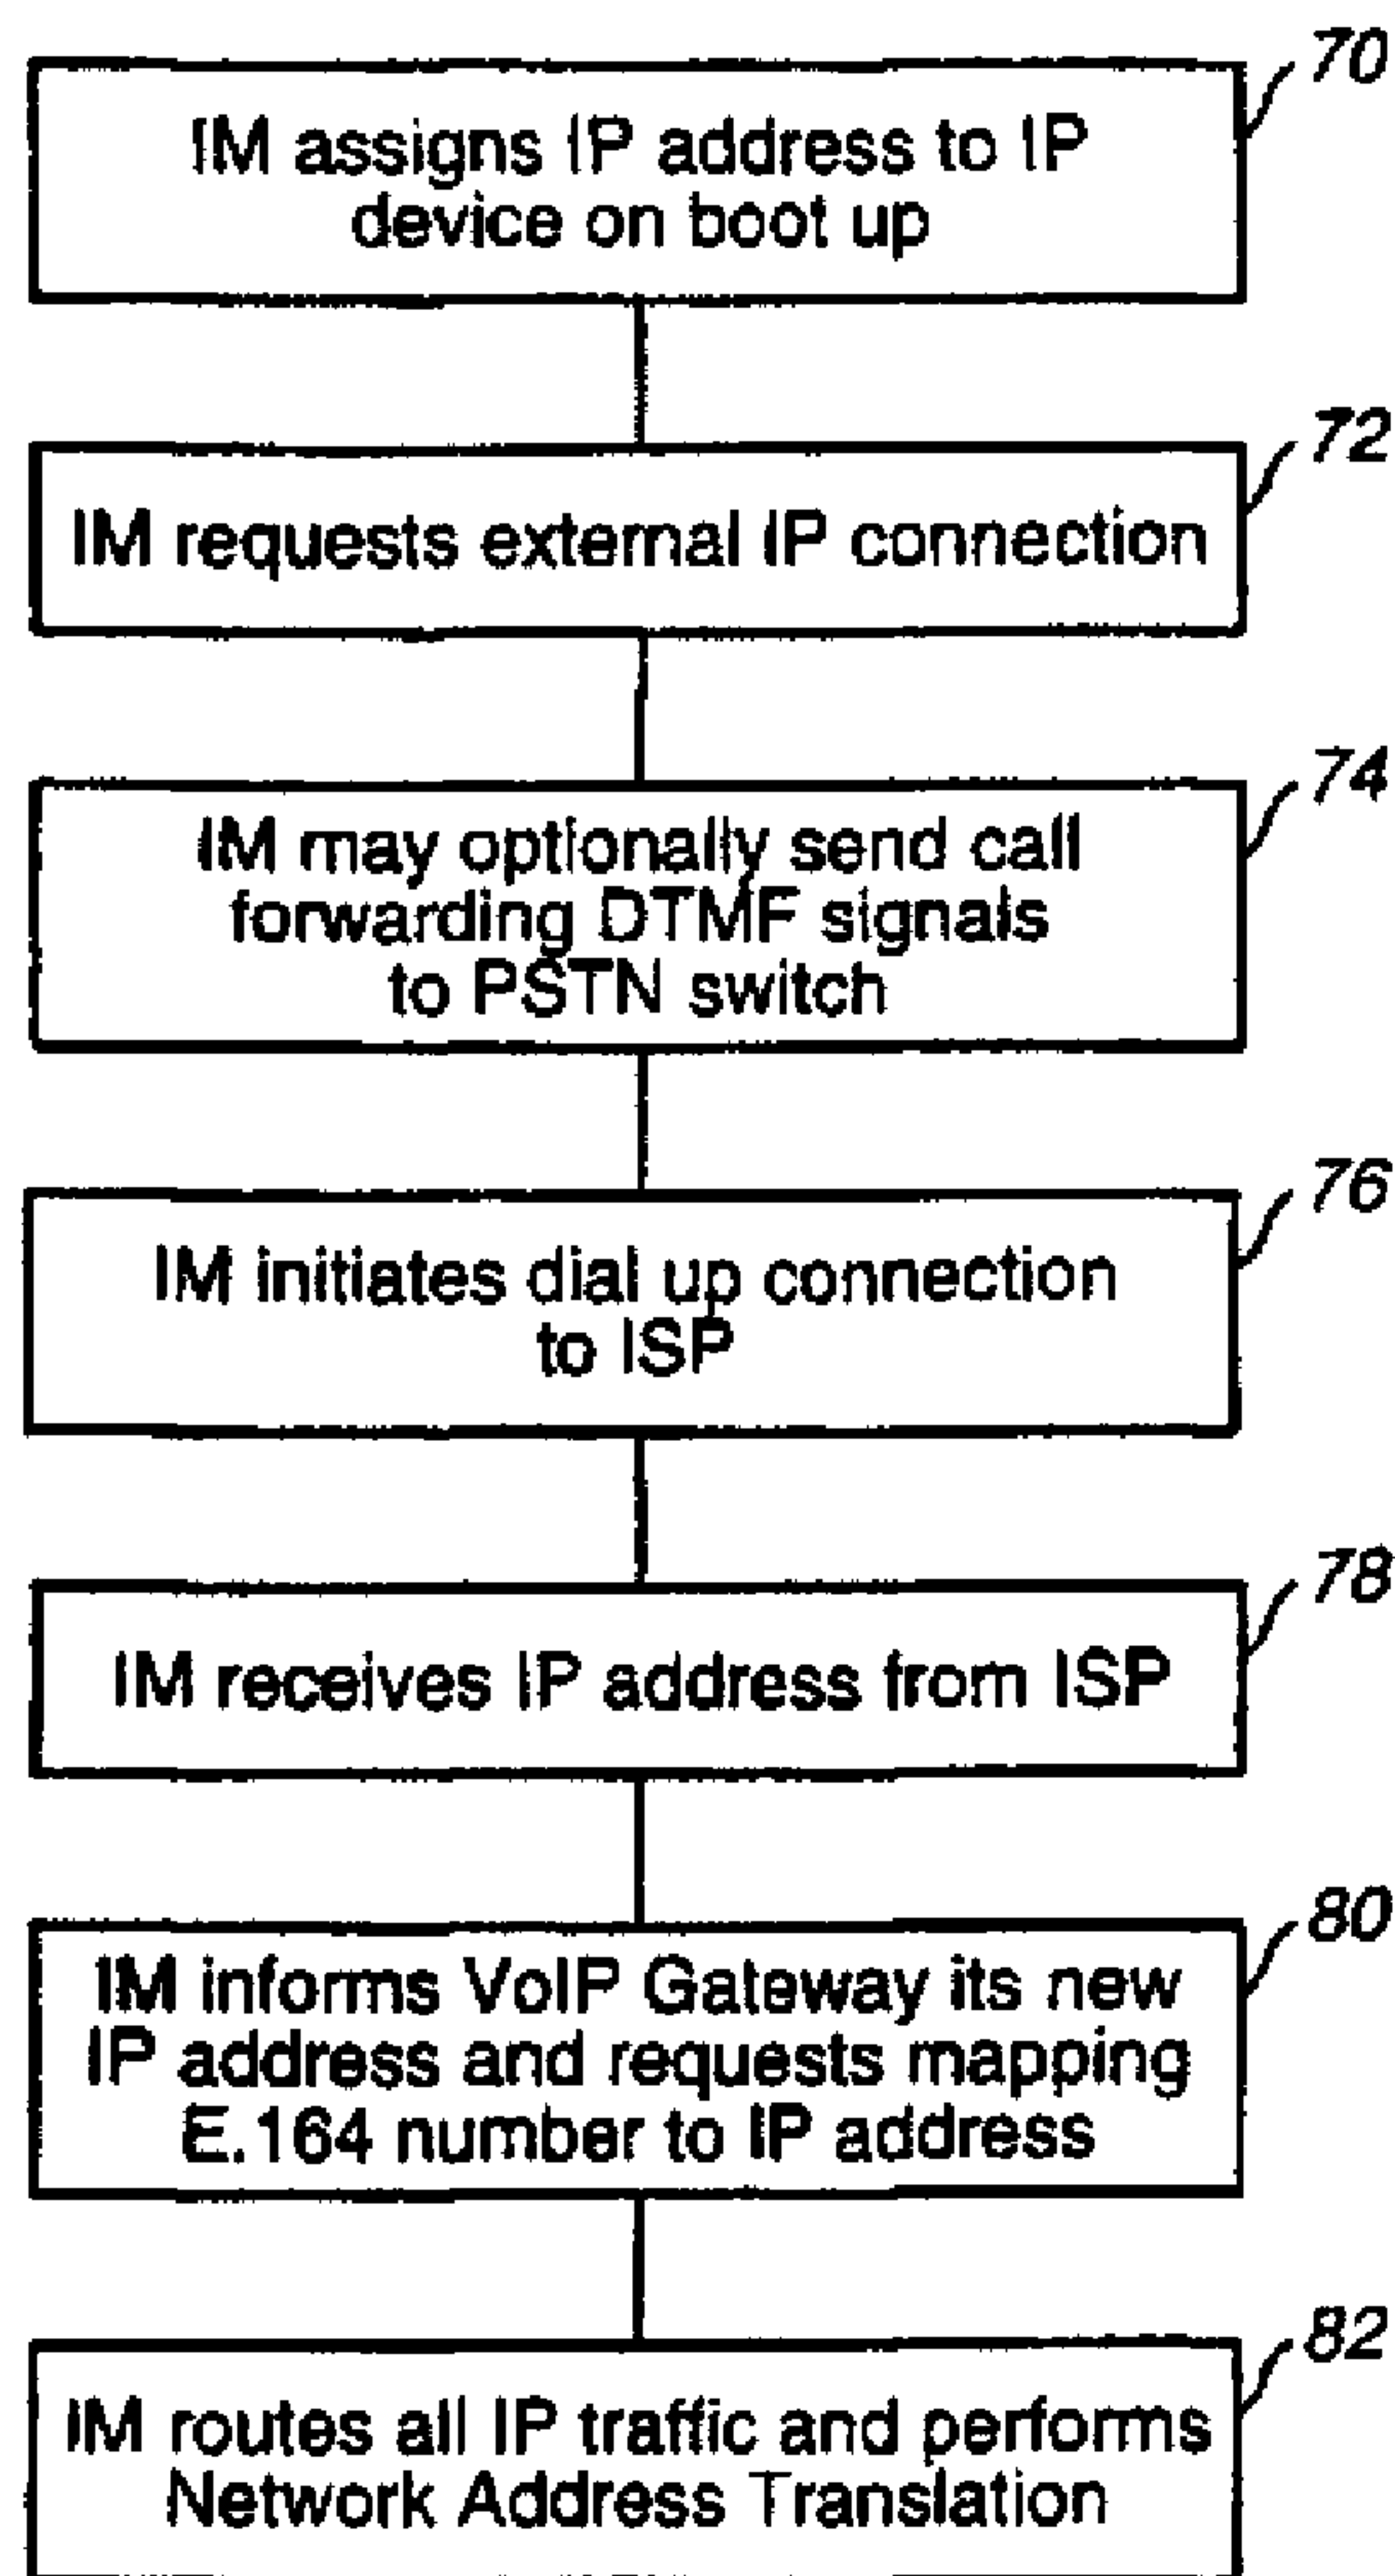 70
IM assigns IP address to IP
device on boot up
72
IM requests external IP connection
74
IM may optionally send call
forwarding DTMF signals
to PSTN switch
76
IM initiates dial up connection
to ISP
78
IM receives IP address from ISP
80
IM informs VoIP Gateway its new
IP address and requests mapping
E.164 number to IP address
82
IM routes all IP traffic and performs
Network Address Translation